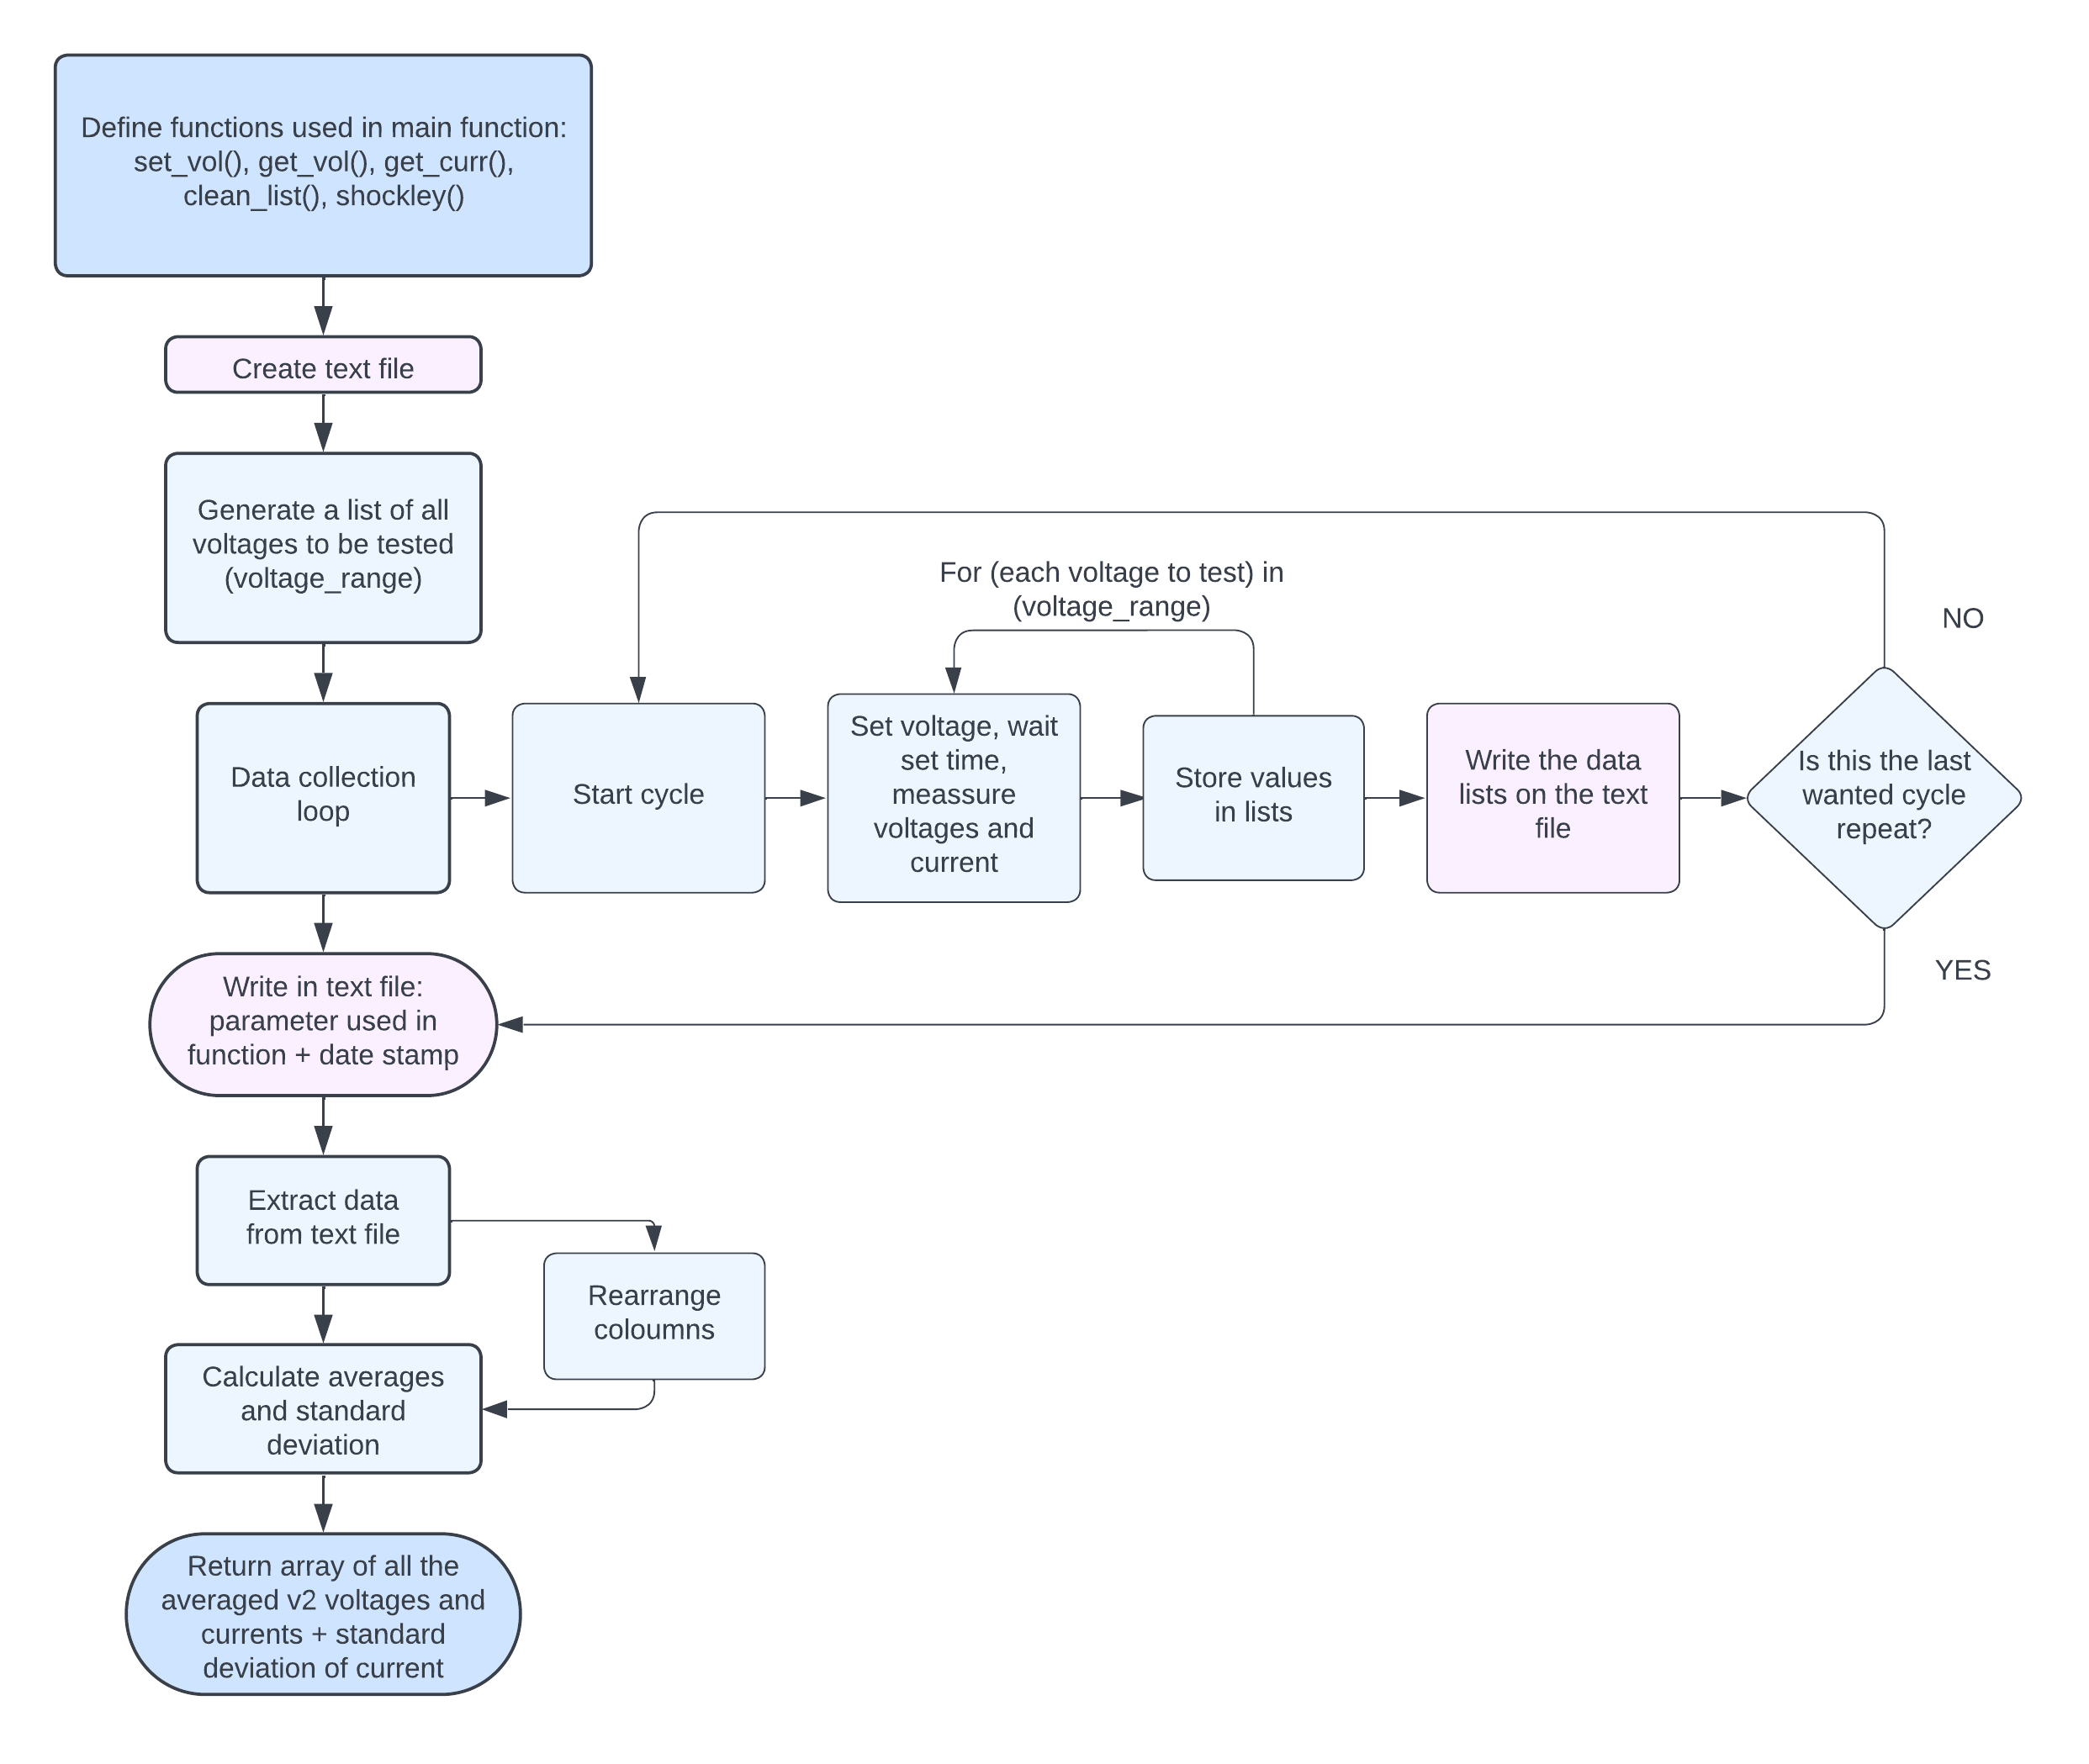 Define functions used in main function:
set_vol(), get_vol(), get_curr(),
clean_list(), shockley()
Create text file
Generate a list of all
voltages to be tested
(voltage_range)
Data collection
loop
Start cycle
For (each voltage to test) in
(voltage_range)
Set voltage, wait
set time,
meassure
voltages and
current
Store values
in lists
Write the data
lists on the text
file
Is this the last
wanted cycle
repeat?
NO
YES
Write in text file:
parameter used in
function + date stamp
Extract data
from text file
Rearrange
coloumns
Calculate averages
and standard
deviation
Return array of all the
averaged v2 voltages and
currents + standard
deviation of current